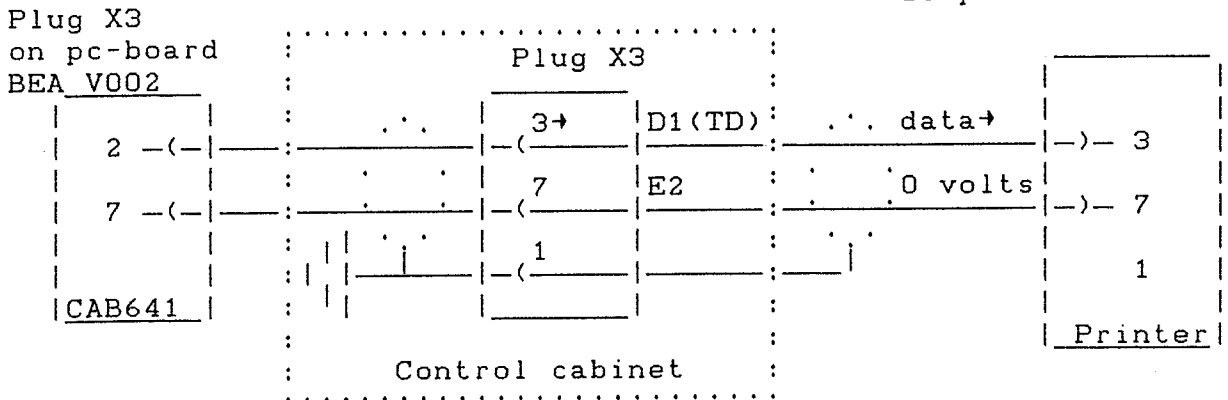 Plug X3
on pc-board
BEA V002
Plug X3
3→ D1(TD) data→
2 3
7 E2 0 volts
7 7
1
1
CAB641
Printer
Control cabinet